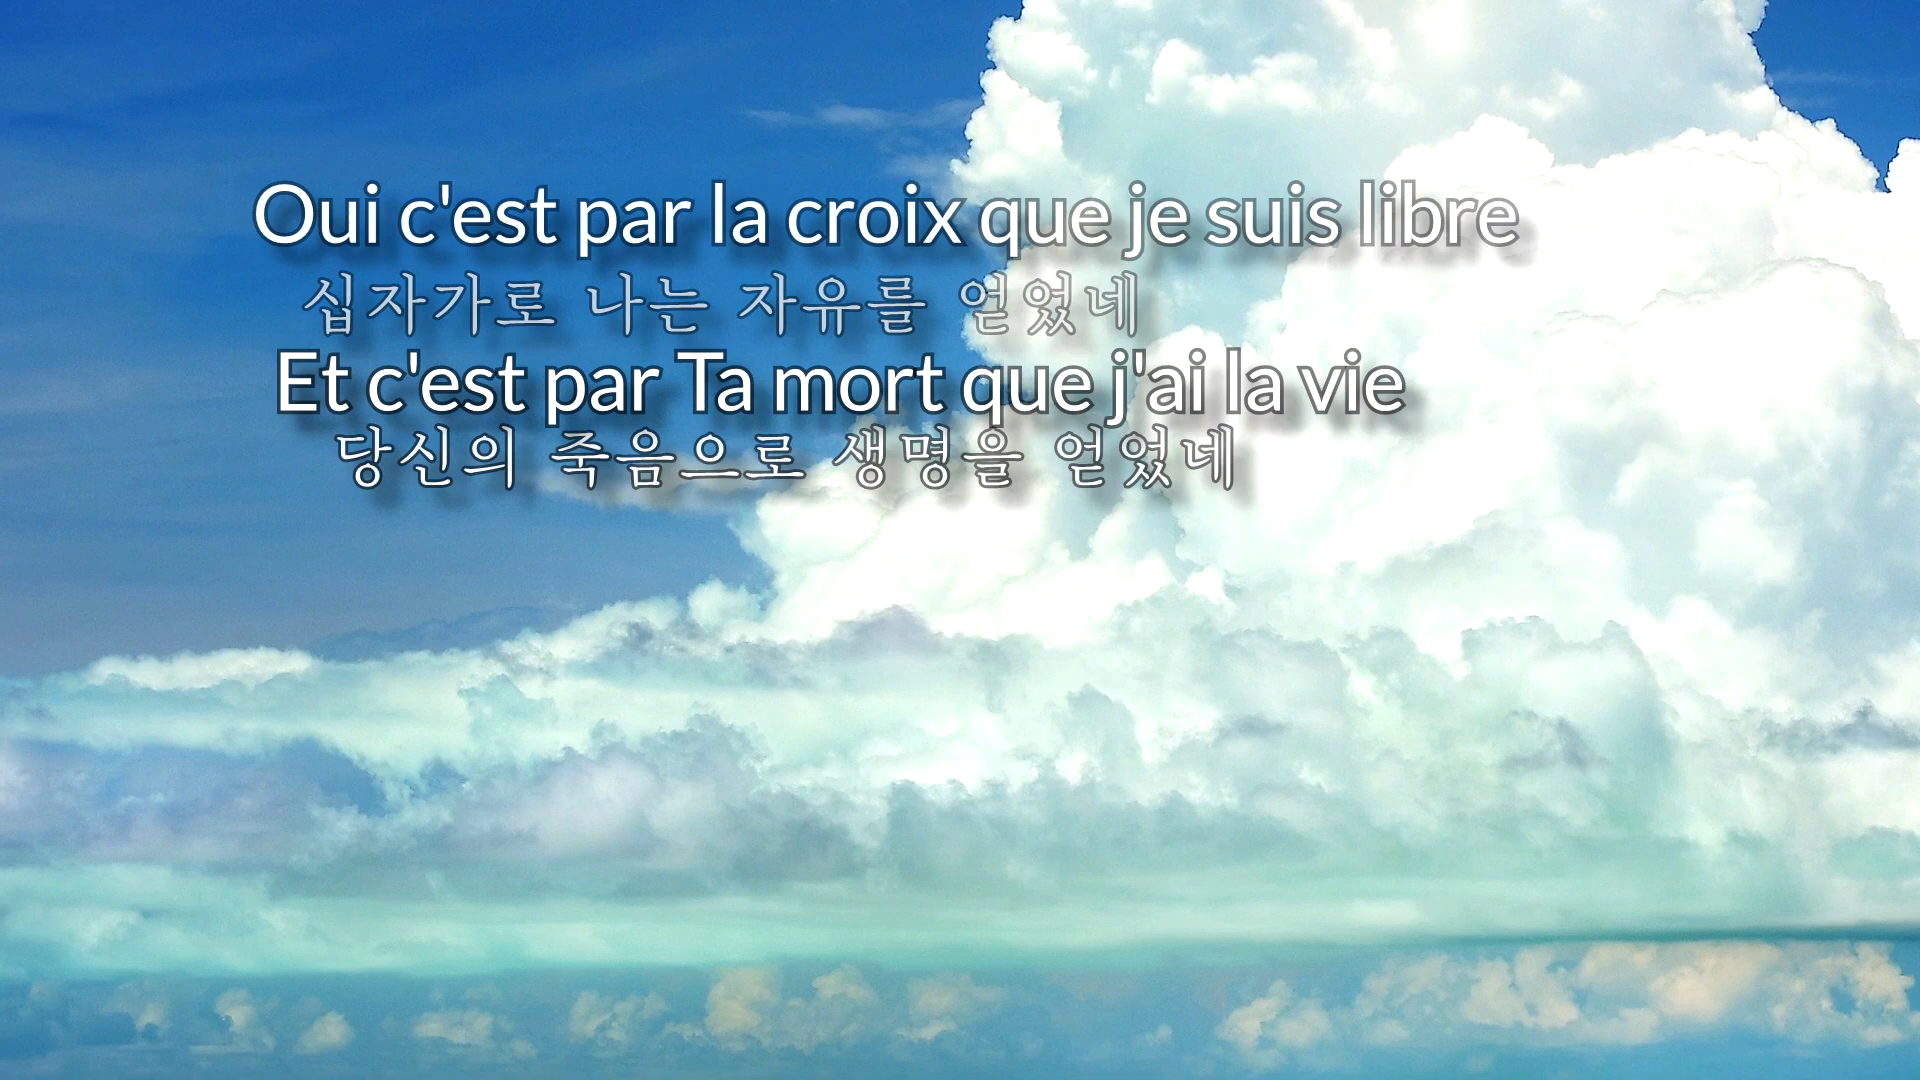 Oui c'est par la croix que je suis libre
십자가로 나는 자유를 얻었네
Et c'est par Ta mort que j'ai la vie
당신의 죽음으로 생명을 얻었네